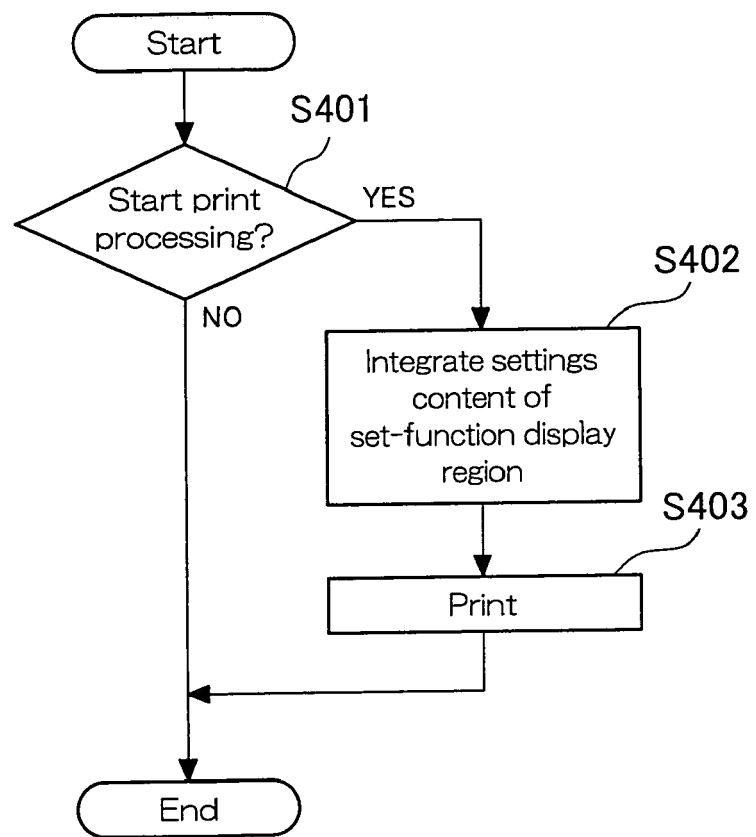 Start
S401
Start print
processing?
YES
NO
S402
Integrate settings
content of
set-function display
region
S403
Print
End